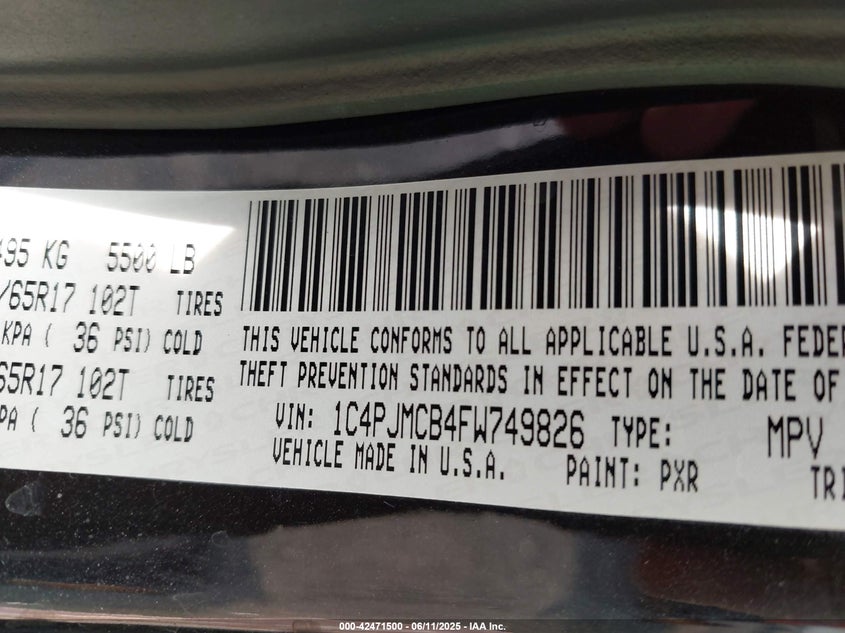 495 KG 5500 LB
/65R17 102T TIRES
KPA ( 36 PSI) COLD
65R17 102T TIRES
PA ( 36 PSI) COLD
THIS VEHICLE CONFORMS TO ALL APPLICABLE U.S.A. FEDER
THEFT PREVENTION STANDARDS IN EFFECT ON THE DATE OF
VIN: 1C4PJMCB4FW749826 TYPE: MPV
VEHICLE MADE IN U.S.A. PAINT: PXR TRI
000-42471500 - 06/11/2025 - IAA Inc.